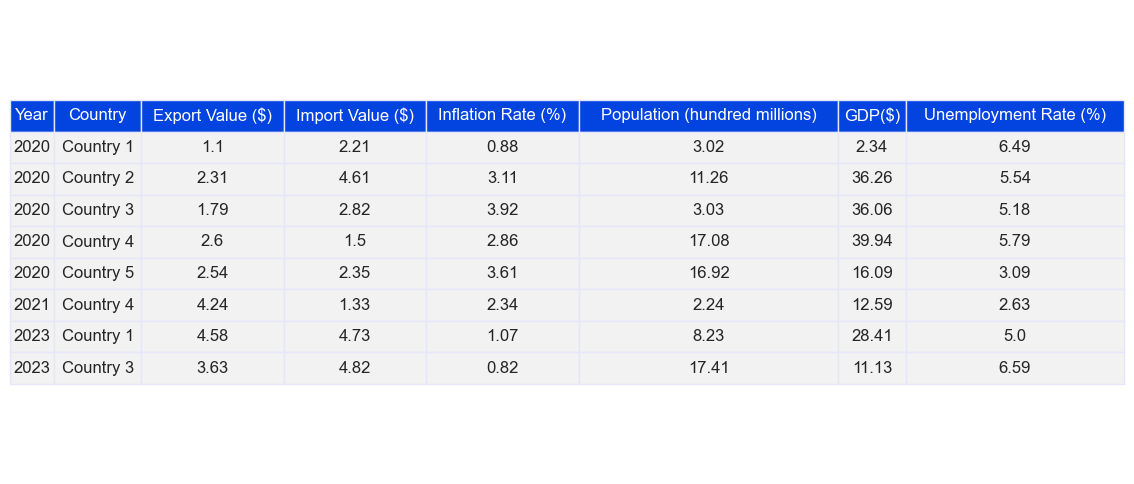 Year Country Export Value ($) Import Value ($) Inflation Rate (%) Population (hundred millions) GDP($) Unemployment Rate (%)
2020 Country 1 1.1 2.21 0.88 3.02 2.34 6.49
2020 Country 2 2.31 4.61 3.11 11.26 36.26 5.54
2020 Country 3 1.79 2.82 3.92 3.03 36.06 5.18
2020 Country 4 2.6 1.5 2.86 17.08 39.94 5.79
2020 Country 5 2.54 2.35 3.61 16.92 16.09 3.09
2021 Country 4 4.24 1.33 2.34 2.24 12.59 2.63
2023 Country 1 4.58 4.73 1.07 8.23 28.41 5.0
2023 Country 3 3.63 4.82 0.82 17.41 11.13 6.59